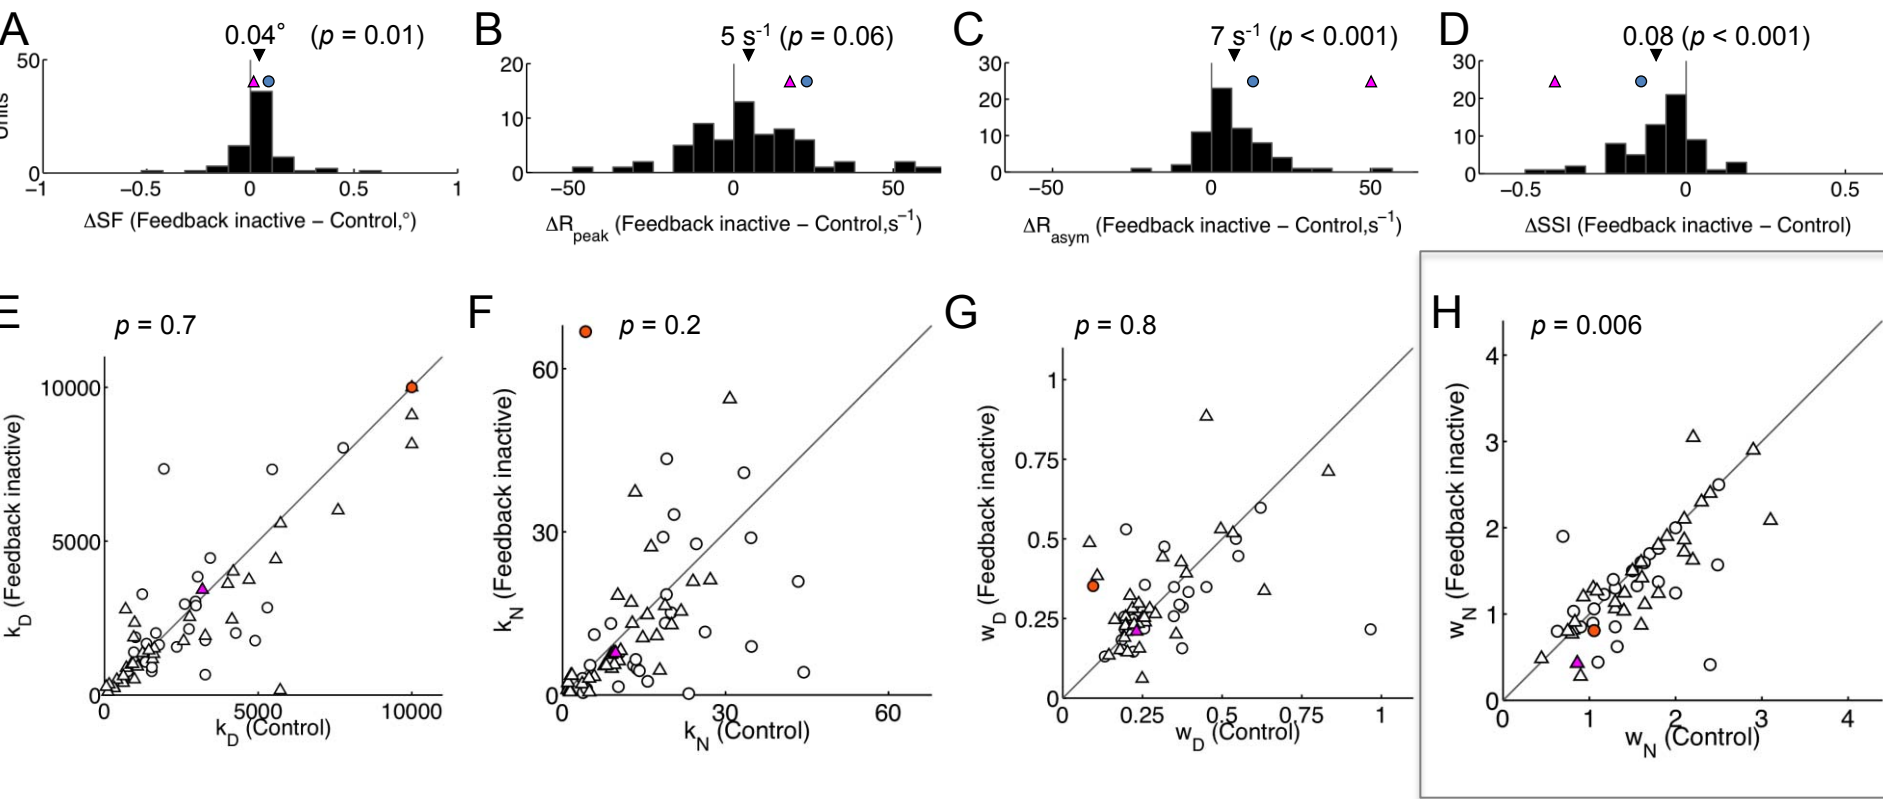 A
0.04° (p = 0.01)
50
0
Units
−1
−0.5
0
0.5
1
ΔSF (Feedback inactive − Control,°)
B
5 s⁻¹ (p = 0.06)
20
10
0
−50
0
50
ΔR_peak (Feedback inactive − Control,s⁻¹)
C
7 s⁻¹ (p < 0.001)
30
20
10
0
−50
0
50
ΔR_asym (Feedback inactive − Control,s⁻¹)
D
0.08 (p < 0.001)
30
20
10
0
−0.5
0
0.5
ΔSSI (Feedback inactive − Control)
E
p = 0.7
10000
5000
0
k_D (Feedback inactive)
0
5000
10000
k_D (Control)
F
p = 0.2
60
30
0
k_N (Feedback inactive)
0
30
60
k_N (Control)
G
p = 0.8
1
0.75
0.5
0.25
0
w_D (Feedback inactive)
0
0.25
0.5
0.75
1
w_D (Control)
H
p = 0.006
4
3
2
1
0
w_N (Feedback inactive)
0
1
2
3
4
w_N (Control)